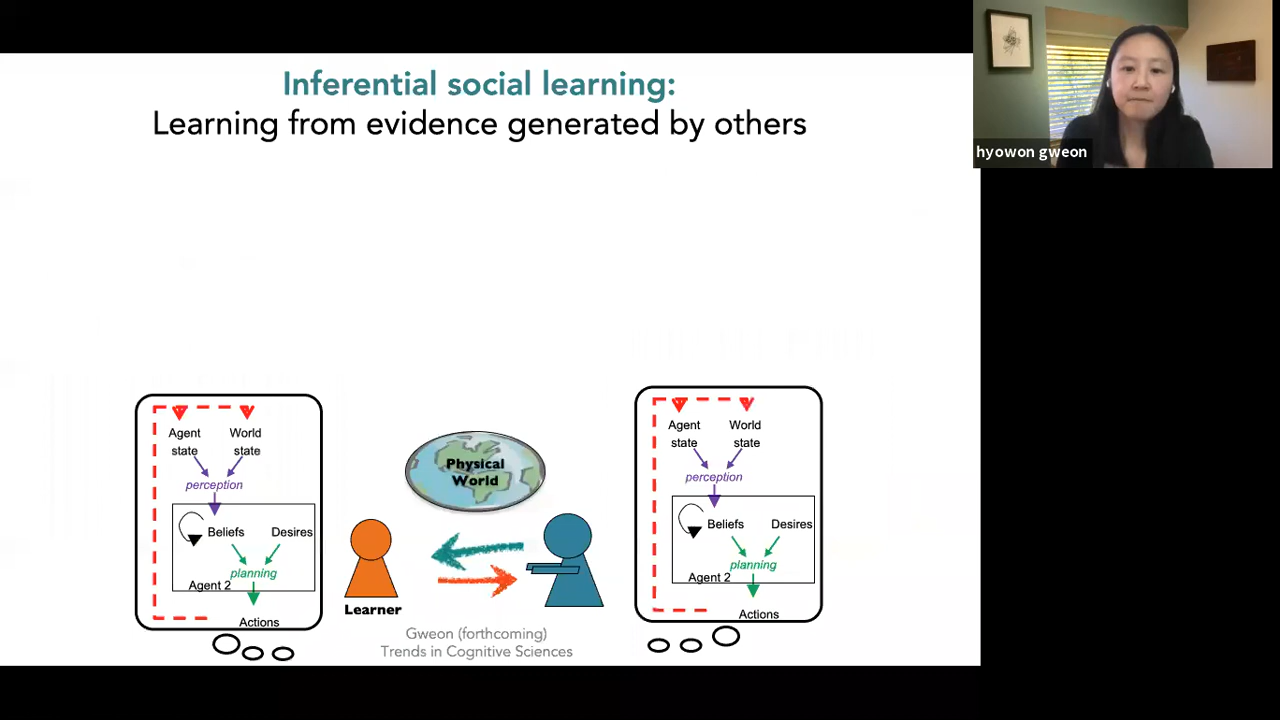 Inferential social learning:
Learning from evidence generated by others
hyowon gweon
Agent state
World state
perception
Beliefs
Desires
planning
Agent 2
Actions
Physical World
Learner
Gweon (forthcoming)
Trends in Cognitive Sciences
Agent state
World state
perception
Beliefs
Desires
planning
Agent 2
Actions